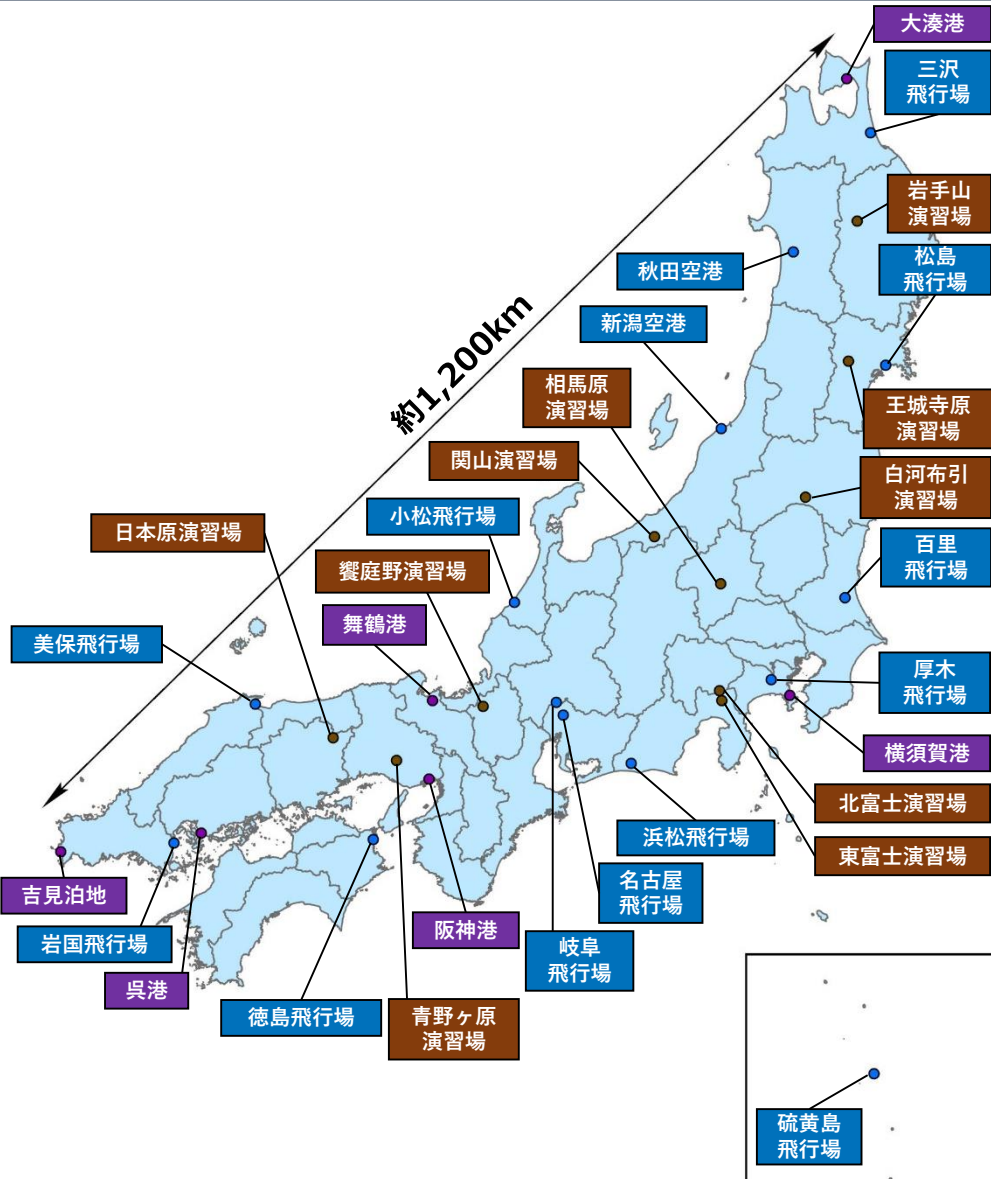 大湊港
三沢
飛行場
岩手山
演習場
松島
飛行場
秋田空港
約1,200km
新潟空港
相馬原
演習場
王城寺原
演習場
関山演習場
白河布引
演習場
小松飛行場
日本原演習場
百里
飛行場
饗庭野演習場
舞鶴港
美保飛行場
厚木
飛行場
横須賀港
北富士演習場
浜松飛行場
東富士演習場
名古屋
飛行場
吉見泊地
阪神港
岩国飛行場
岐阜
飛行場
呉港
徳島飛行場
青野ヶ原
演習場
硫黄島
飛行場